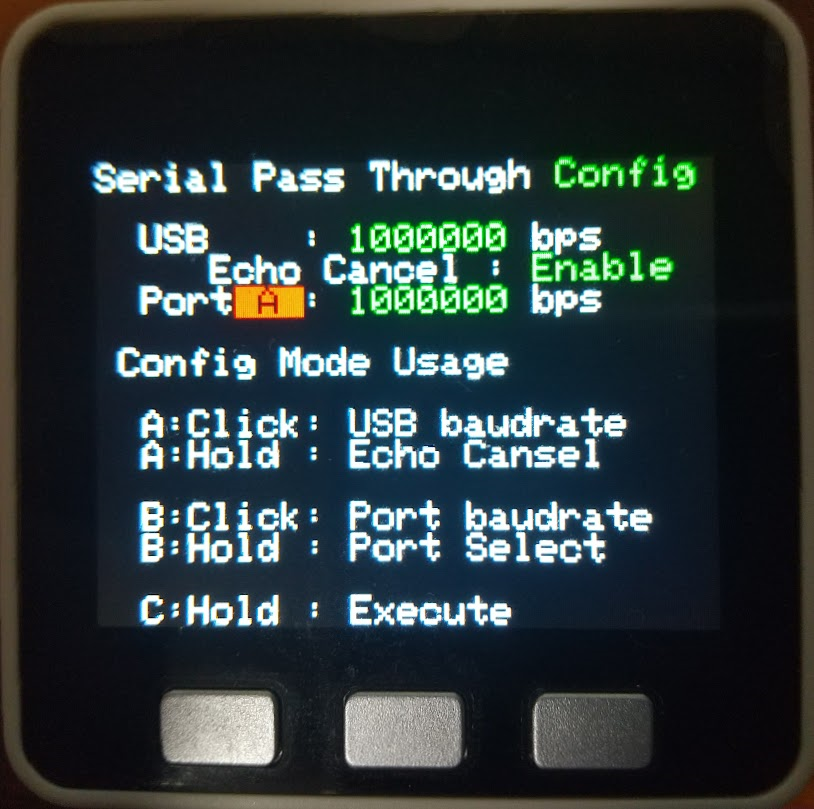 Serial Pass Through Config
USB : 1000000 bps
Echo Cancel : Enable
Port A : 1000000 bps
Config Mode Usage
A:Click: USB baudrate
A:Hold : Echo Cansel
B:Click: Port baudrate
B:Hold : Port Select
C:Hold : Execute